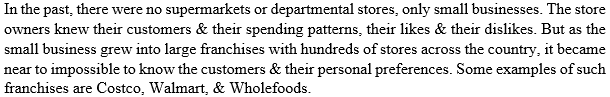 In the past, there were no supermarkets or departmental stores, only small businesses. The store
owners knew their customers & their spending patterns, their likes & their dislikes. But as the
small business grew into large franchises with hundreds of stores across the country, it became
near to impossible to know the customers & their personal preferences. Some examples of such
franchises are Costco, Walmart, & Wholefoods.